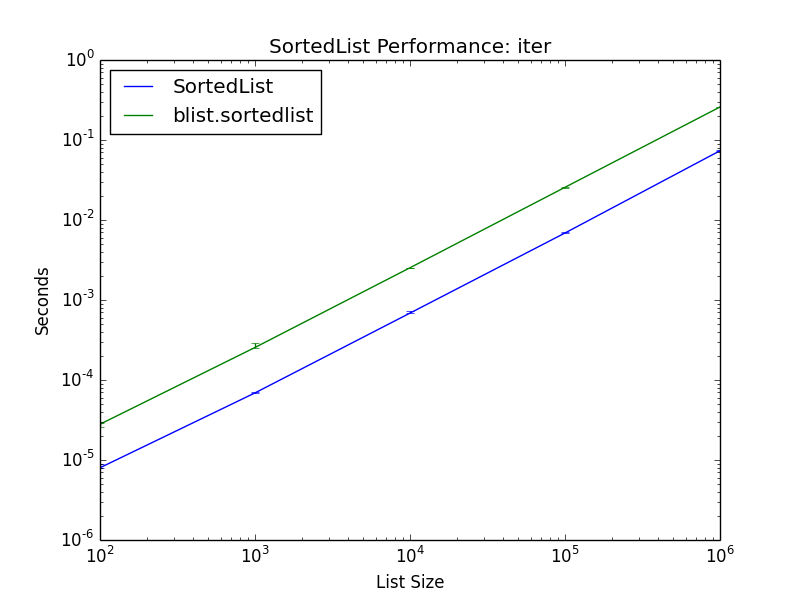 SortedList Performance: iter
SortedList
blist.sortedlist
10^0
10^-1
10^-2
10^-3
10^-4
10^-5
10^-6
Seconds
10^2 10^3 10^4 10^5 10^6
List Size